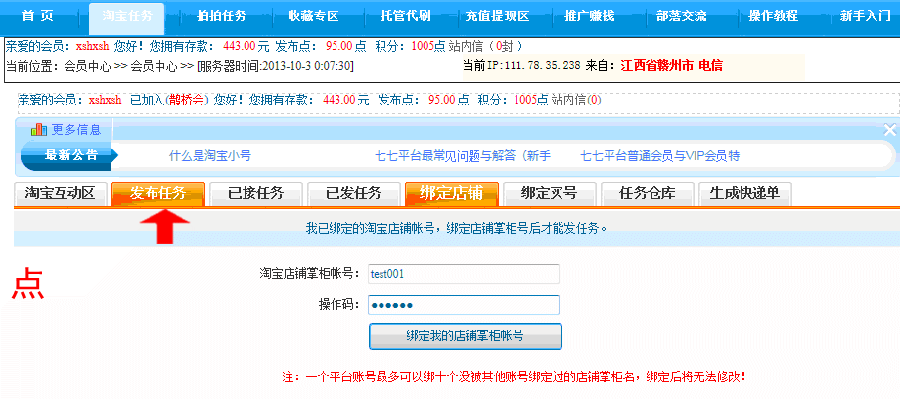 首 页 淘宝任务 拍拍任务 收藏专区 托管代刷 充值提现区 推广赚钱 部落交流 操作教程 新手入门
亲爱的会员：xshxsh 您好！您拥有存款： 443.00 元 发布点： 95.00 点 积分：1005点 站内信（ 0封 ）
当前位置：会员中心 >> 会员中心 >> [服务器时间:2013-10-3 0:07:30] 当前 IP:111.78.35.238 来自：江西省赣州市 电信
亲爱的会员：xshxsh 已加入(鹊桥会) 您好！您拥有存款： 443.00 元 发布点：95.00 点 积分：1005点 站内信(0)
更多信息
最新公告 什么是淘宝小号 七七平台最常见问题与解答（新手 七七平台普通会员与VIP会员特
淘宝互动区 发布任务 已接任务 已发任务 绑定店铺 绑定买号 任务仓库 生成快递单
我已绑定的淘宝店铺帐号，绑定店铺掌柜号后才能发任务。
点
淘宝店铺掌柜帐号： test001
操作码： ●●●●●●
绑定我的店铺掌柜帐号
注：一个平台账号最多可以绑十个没被其他账号绑定过的店铺掌柜名，绑定后将无法修改！